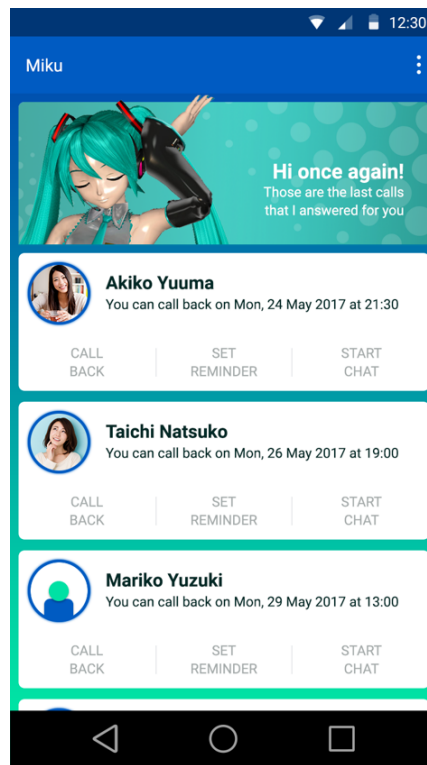 12:30
Miku
Hi once again!
Those are the last calls
that I answered for you
Akiko Yuuma
You can call back on Mon, 24 May 2017 at 21:30
CALL BACK
SET REMINDER
START CHAT
Taichi Natsuko
You can call back on Mon, 26 May 2017 at 19:00
CALL BACK
SET REMINDER
START CHAT
Mariko Yuzuki
You can call back on Mon, 29 May 2017 at 13:00
CALL BACK
SET REMINDER
START CHAT